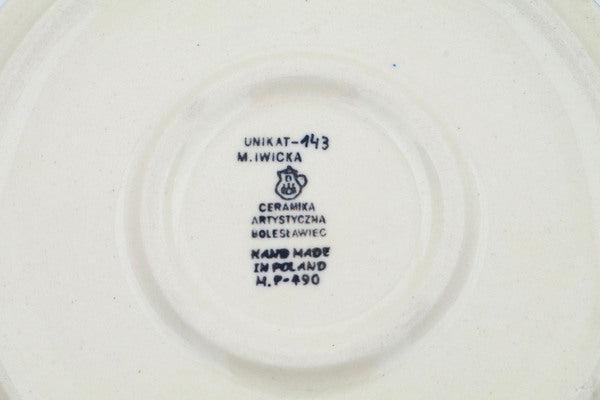 UNIKAT-143
M.IWICKA
CERAMIKA
ARTYSTYCZNA
BOLESŁAWIEC
HAND MADE
IN POLAND
M.P-490